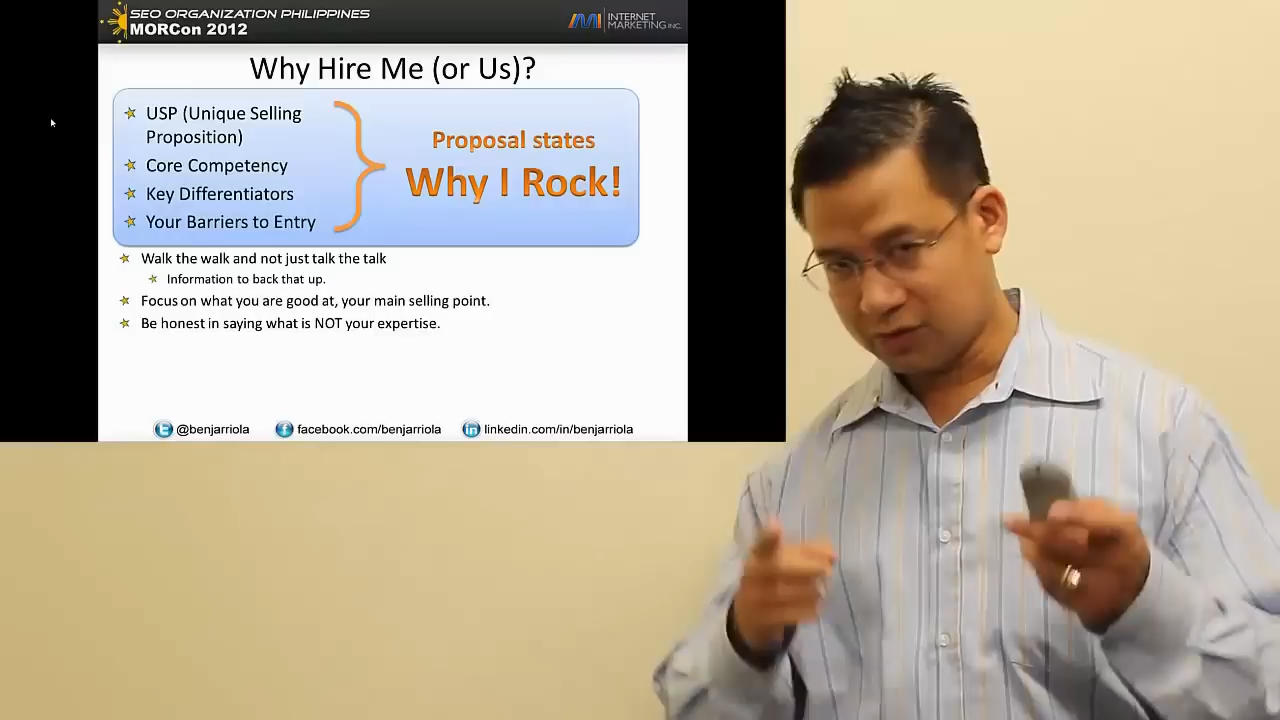 SEO ORGANIZATION PHILIPPINES
MORCon 2012
INTERNET
MARKETING INC.
Why Hire Me (or Us)?
USP (Unique Selling
Proposition)
Core Competency
Key Differentiators
Your Barriers to Entry
Proposal states
Why I Rock!
Walk the walk and not just talk the talk
Information to back that up.
Focus on what you are good at, your main selling point.
Be honest in saying what is NOT your expertise.
@benjarriola
facebook.com/benjarriola
linkedin.com/in/benjarriola